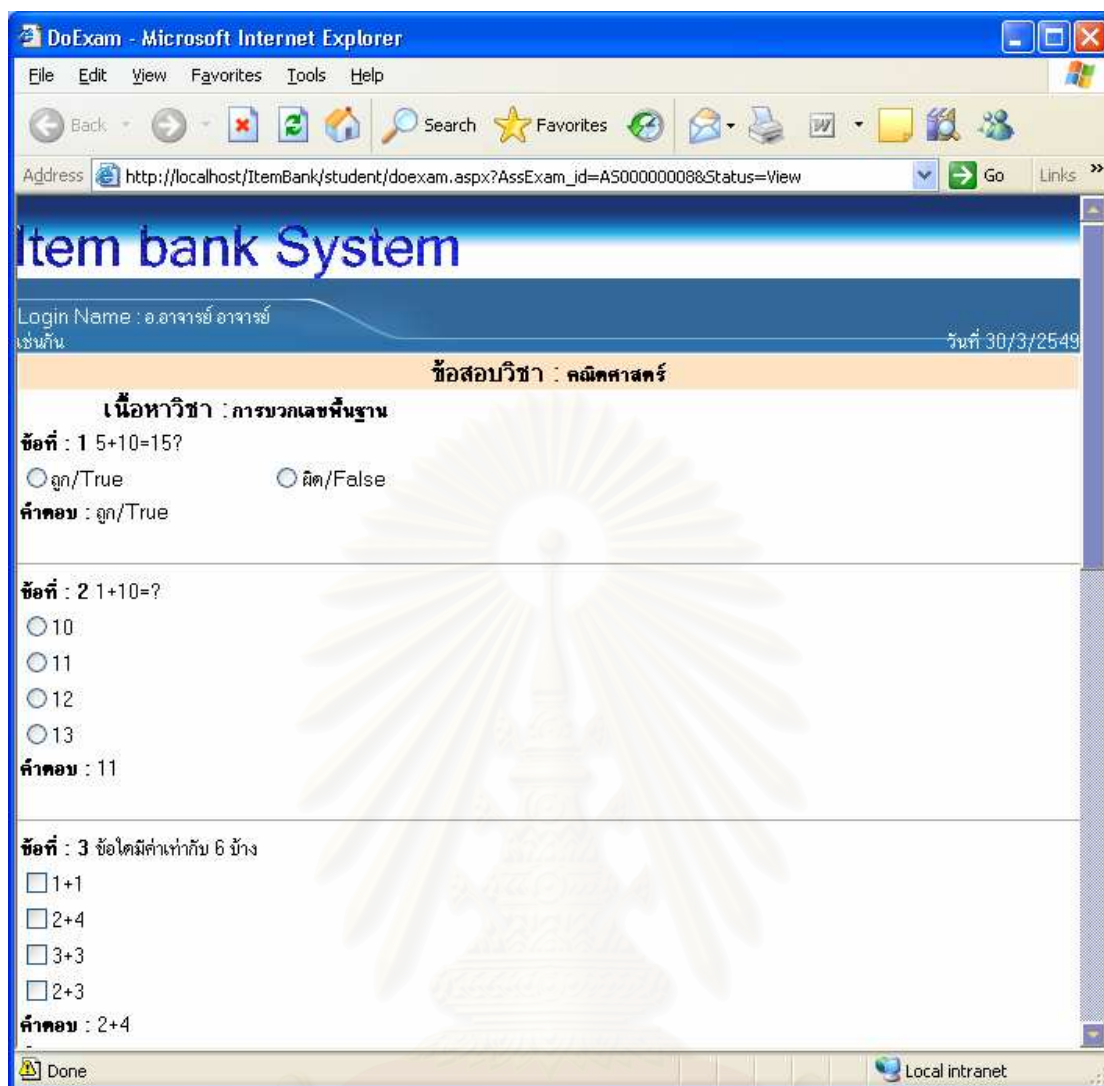 DoExam - Microsoft Internet Explorer
File Edit View Favorites Tools Help
Back Search Favorites
Address http://localhost/ItemBank/student/doexam.aspx?AssExam_id=AS00000008&Status=View Go Links »
Item bank System
Login Name : อ.อาจารย์ อาจารย์
เช่นกัน วันที่ 30/3/2549
ข้อสอบวิชา : คณิตศาสตร์
เนื้อหาวิชา : การบวกเลขพื้นฐาน
ข้อที่ : 1 5+10=15?
ถูก/True ผิด/False
คำตอบ : ถูก/True
ข้อที่ : 2 1+10=?
10
11
12
13
คำตอบ : 11
ข้อที่ : 3 ข้อใดมีค่าเท่ากับ 6 บ้าง
1+1
2+4
3+3
2+3
คำตอบ : 2+4
Done Local intranet